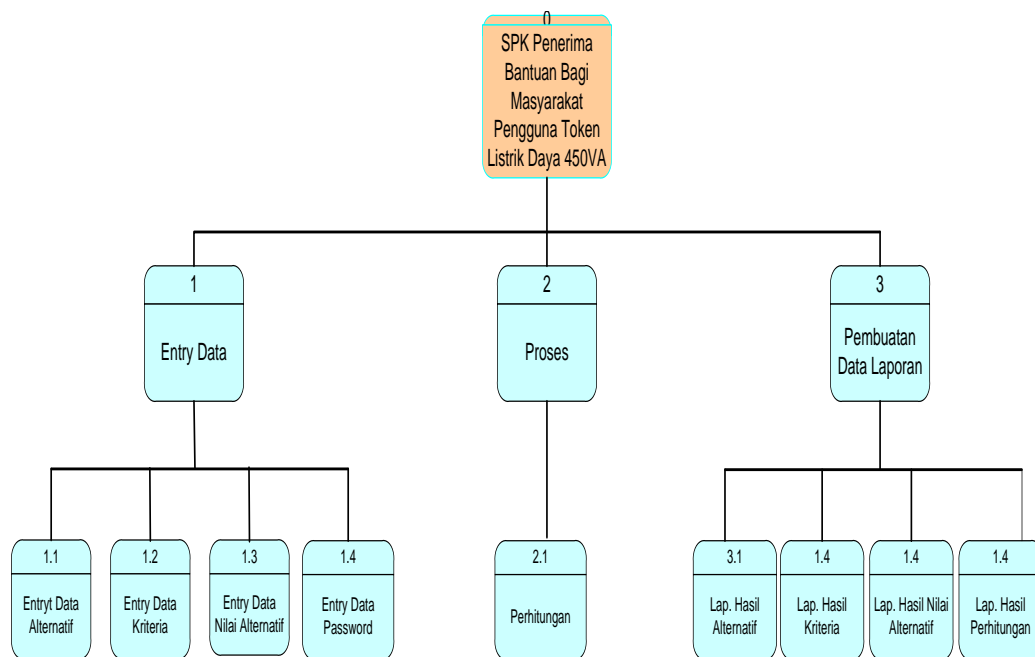 0
SPK Penerima
Bantuan Bagi
Masyarakat
Pengguna Token
Listrik Daya 450VA
1
Entry Data
2
Proses
3
Pembuatan
Data Laporan
1.1
Entryt Data
Alternatif
1.2
Entry Data
Kriteria
1.3
Entry Data
Nilai Alternatif
1.4
Entry Data
Password
2.1
Perhitungan
3.1
Lap. Hasil
Alternatif
1.4
Lap. Hasil
Kriteria
1.4
Lap. Hasil Nilai
Alternatif
1.4
Lap. Hasil
Perhitungan